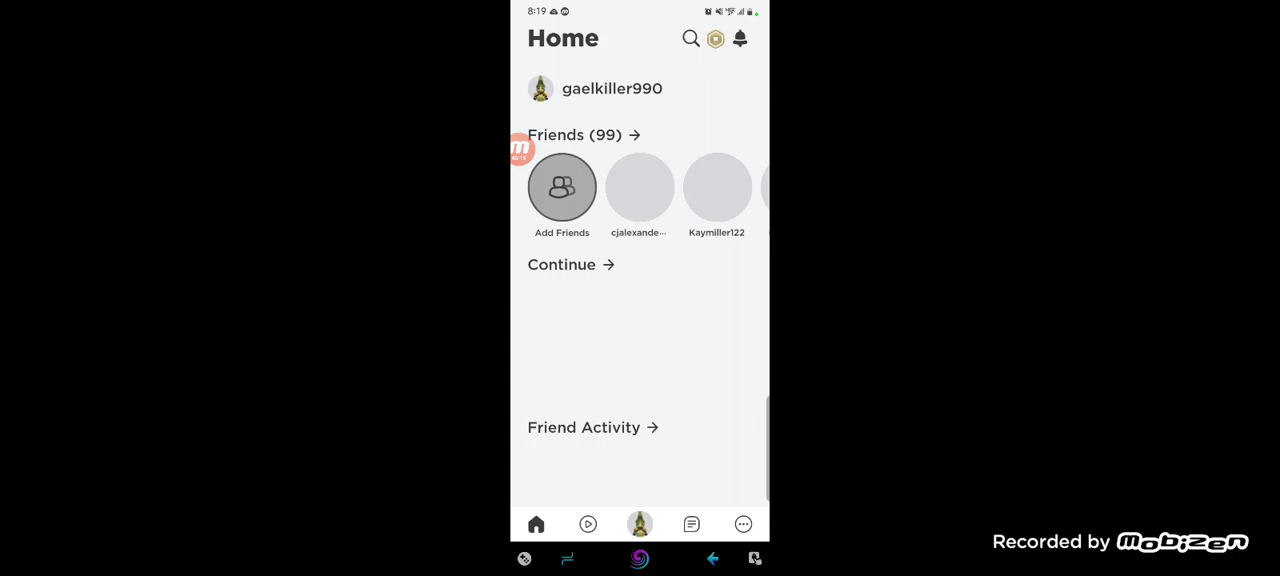 8:19
Home
gaelkiller990
Friends (99)
Add Friends
cjalexande...
Kaymiller122
Continue
Friend Activity
Recorded by mobizen